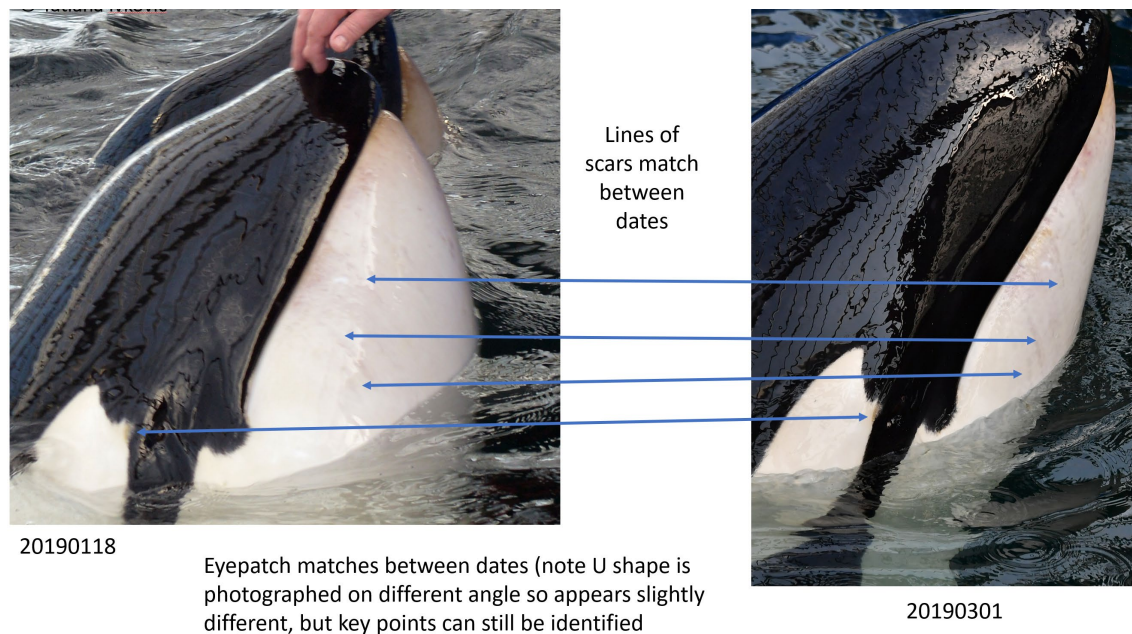 Lines of
scars match
between
dates
20190118
Eyepatch matches between dates (note U shape is
photographed on different angle so appears slightly
different, but key points can still be identified
20190301